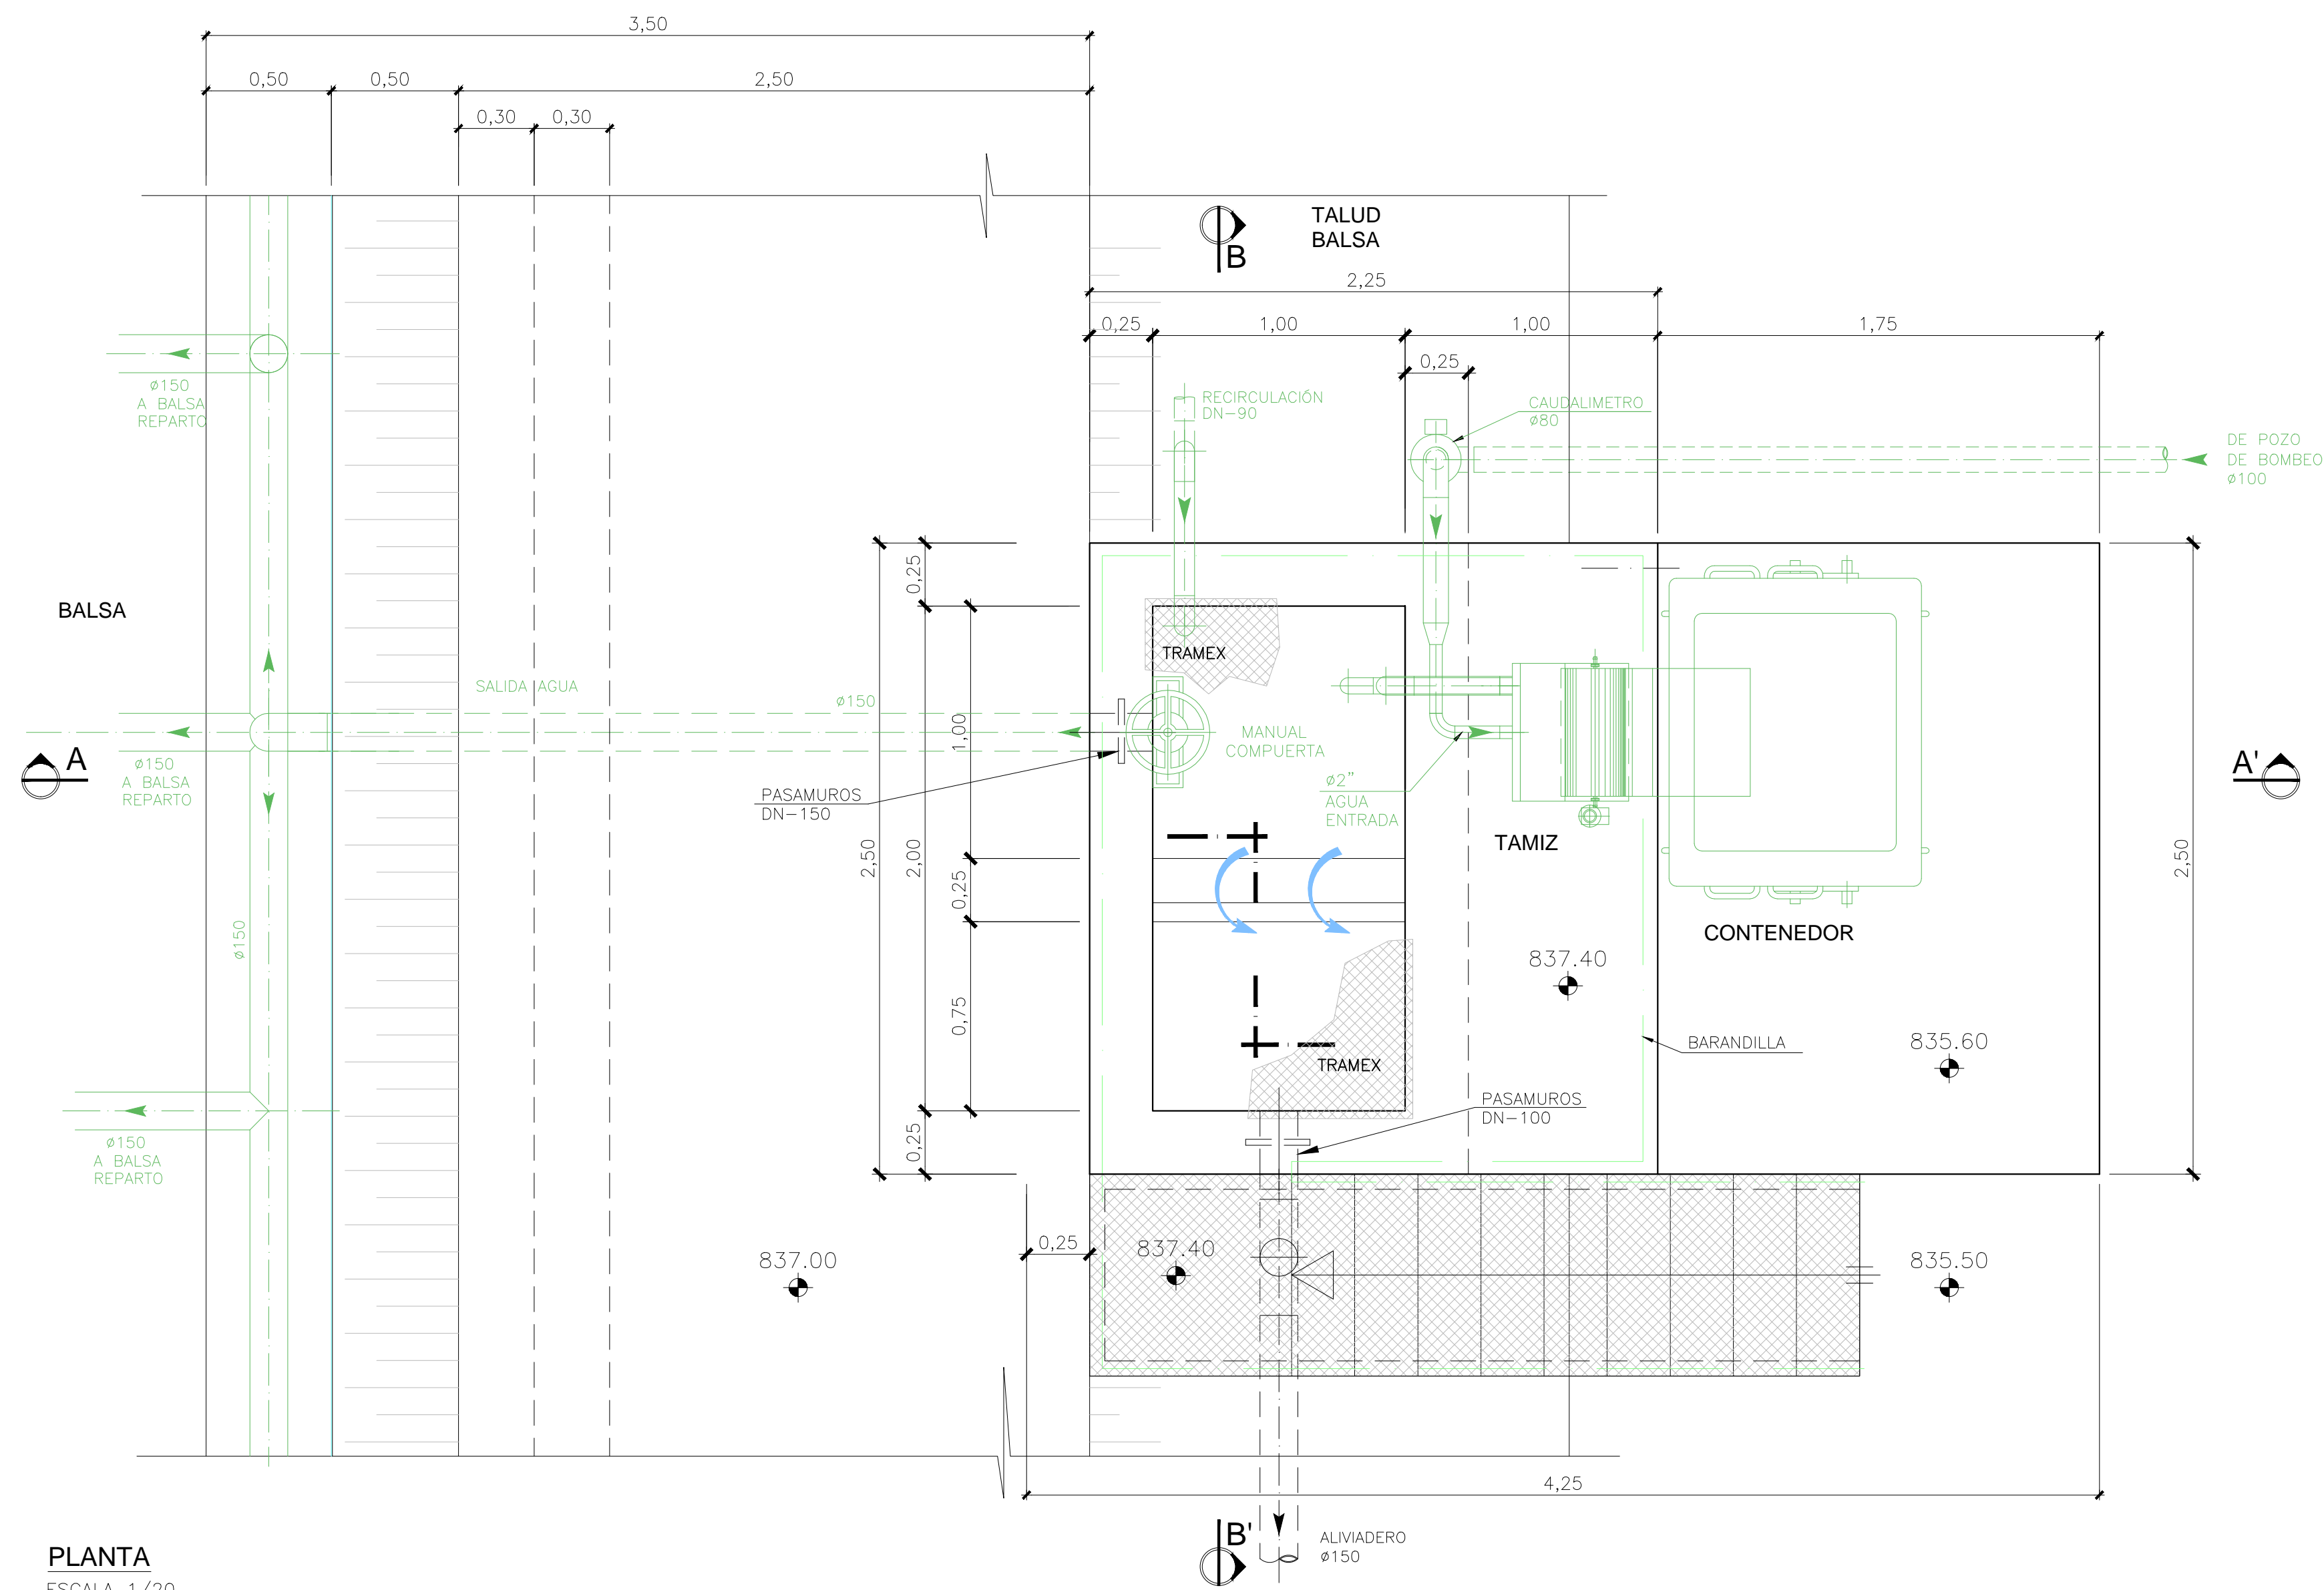 3,50
0,50
0,50
2,50
0,30
0,30
TALUD
BALSA
B
2,25
0,25
1,00
1,00
1,75
0,25
RECIRCULACIÓN
DN-90
CAUDALIMETRO
ø80
DE POZO
DE BOMBEO
ø100
ø150
A BALSA
REPARTO
BALSA
0,25
TRAMEX
SALIDA AGUA
ø150
1,00
MANUAL
COMPUERTA
A
ø150
A BALSA
REPARTO
PASAMUROS
DN-150
ø2"
AGUA
ENTRADA
A'
TAMIZ
2,50
2,00
0,25
2,50
CONTENEDOR
ø150
837.40
0,75
BARANDILLA
835.60
TRAMEX
PASAMUROS
DN-100
0,25
ø150
A BALSA
REPARTO
0,25
837.00
837.40
835.50
4,25
B'
ALIVIADERO
ø150
PLANTA
ESCALA 1/20